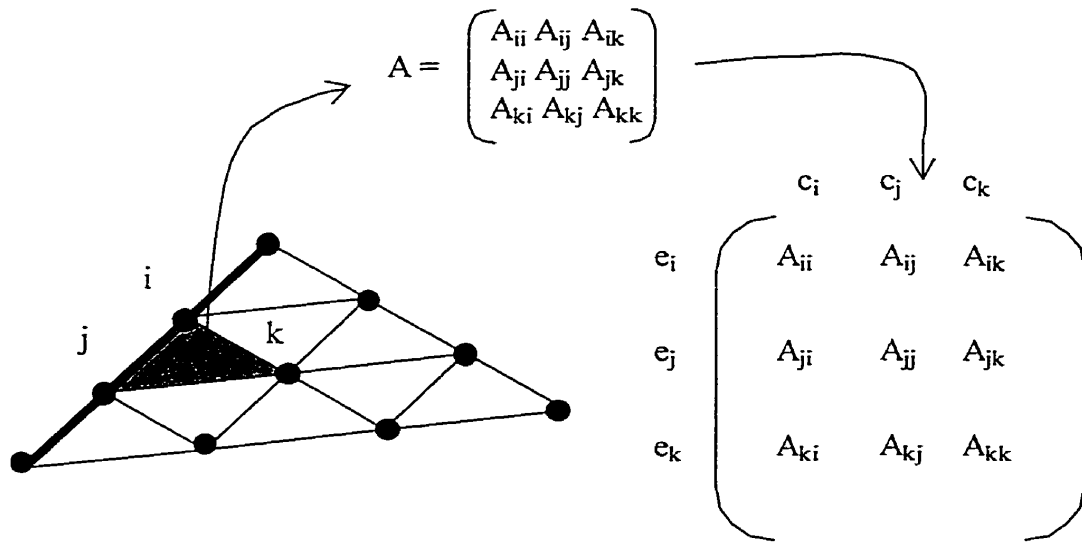 A_ii A_ij A_ik
A = A_ji A_jj A_jk
A_ki A_kj A_kk
c_i c_j c_k
e_i A_ii A_ij A_ik
i
k
j
e_j A_ji A_jj A_jk
e_k A_ki A_kj A_kk